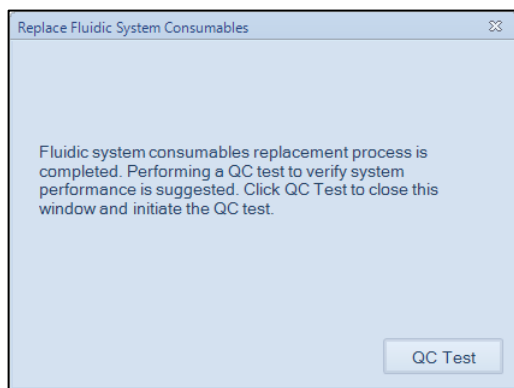 Replace Fluidic System Consumables
Fluidic system consumables replacement process is
completed. Performing a QC test to verify system
performance is suggested. Click QC Test to close this
window and initiate the QC test.
QC Test